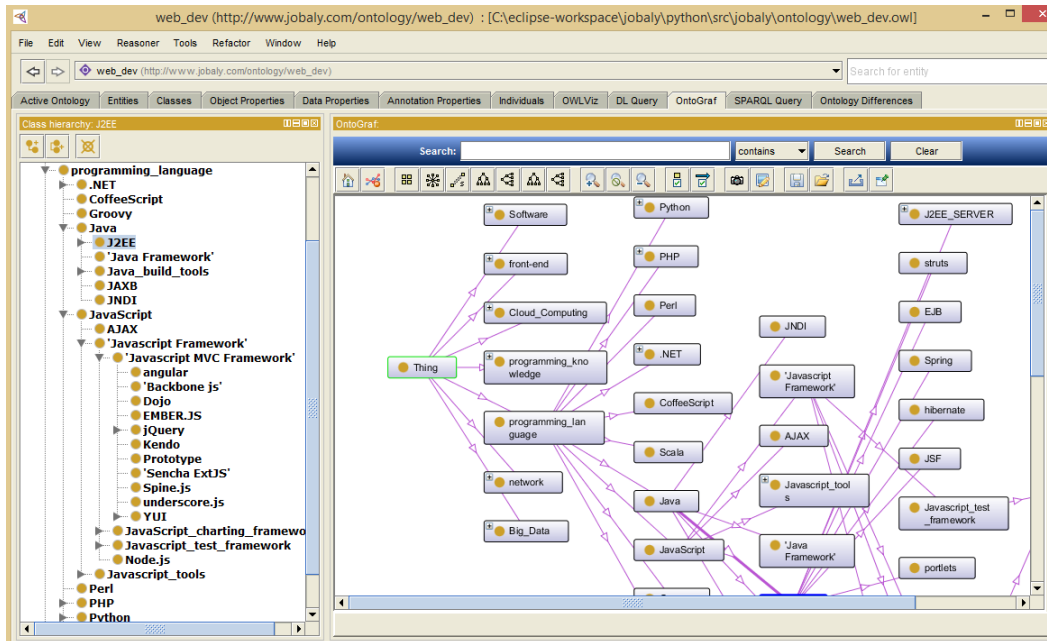 web_dev (http://www.jobaly.com/ontology/web_dev) : [C:\eclipse-workspace\jobaly\python\src\jobaly\ontology\web_dev.owl]
File Edit View Reasoner Tools Refactor Window Help
web_dev (http://www.jobaly.com/ontology/web_dev)
Search for entity
Active Ontology Entities Classes Object Properties Data Properties Annotation Properties Individuals OWLViz DL Query OntoGraf SPARQL Query Ontology Differences
Class hierarchy: J2EE
programming_language
.NET
CoffeeScript
Groovy
Java
J2EE
'Java Framework'
Java_build_tools
JAXB
JNDI
JavaScript
AJAX
'Javascript Framework'
'Javascript MVC Framework'
angular
'Backbone js'
Dojo
EMBER.JS
jQuery
Kendo
Prototype
'Sencha ExtJS'
Spine.js
underscore.js
YUI
JavaScript_charting_framewo
Javascript_test_framework
Node.js
Javascript_tools
Perl
PHP
Python
OntoGraf:
Search:
contains
Search
Clear
Thing
Software
front-end
Cloud_Computing
programming_kno
wledge
programming_lan
guage
network
Big_Data
Python
PHP
Perl
.NET
CoffeeScript
Scala
Java
JavaScript
JNDI
'Javascript
Framework'
AJAX
Javascript_tool
s
'Java
Framework'
J2EE_SERVER
struts
EJB
Spring
hibernate
JSF
Javascript_test
_framework
portlets